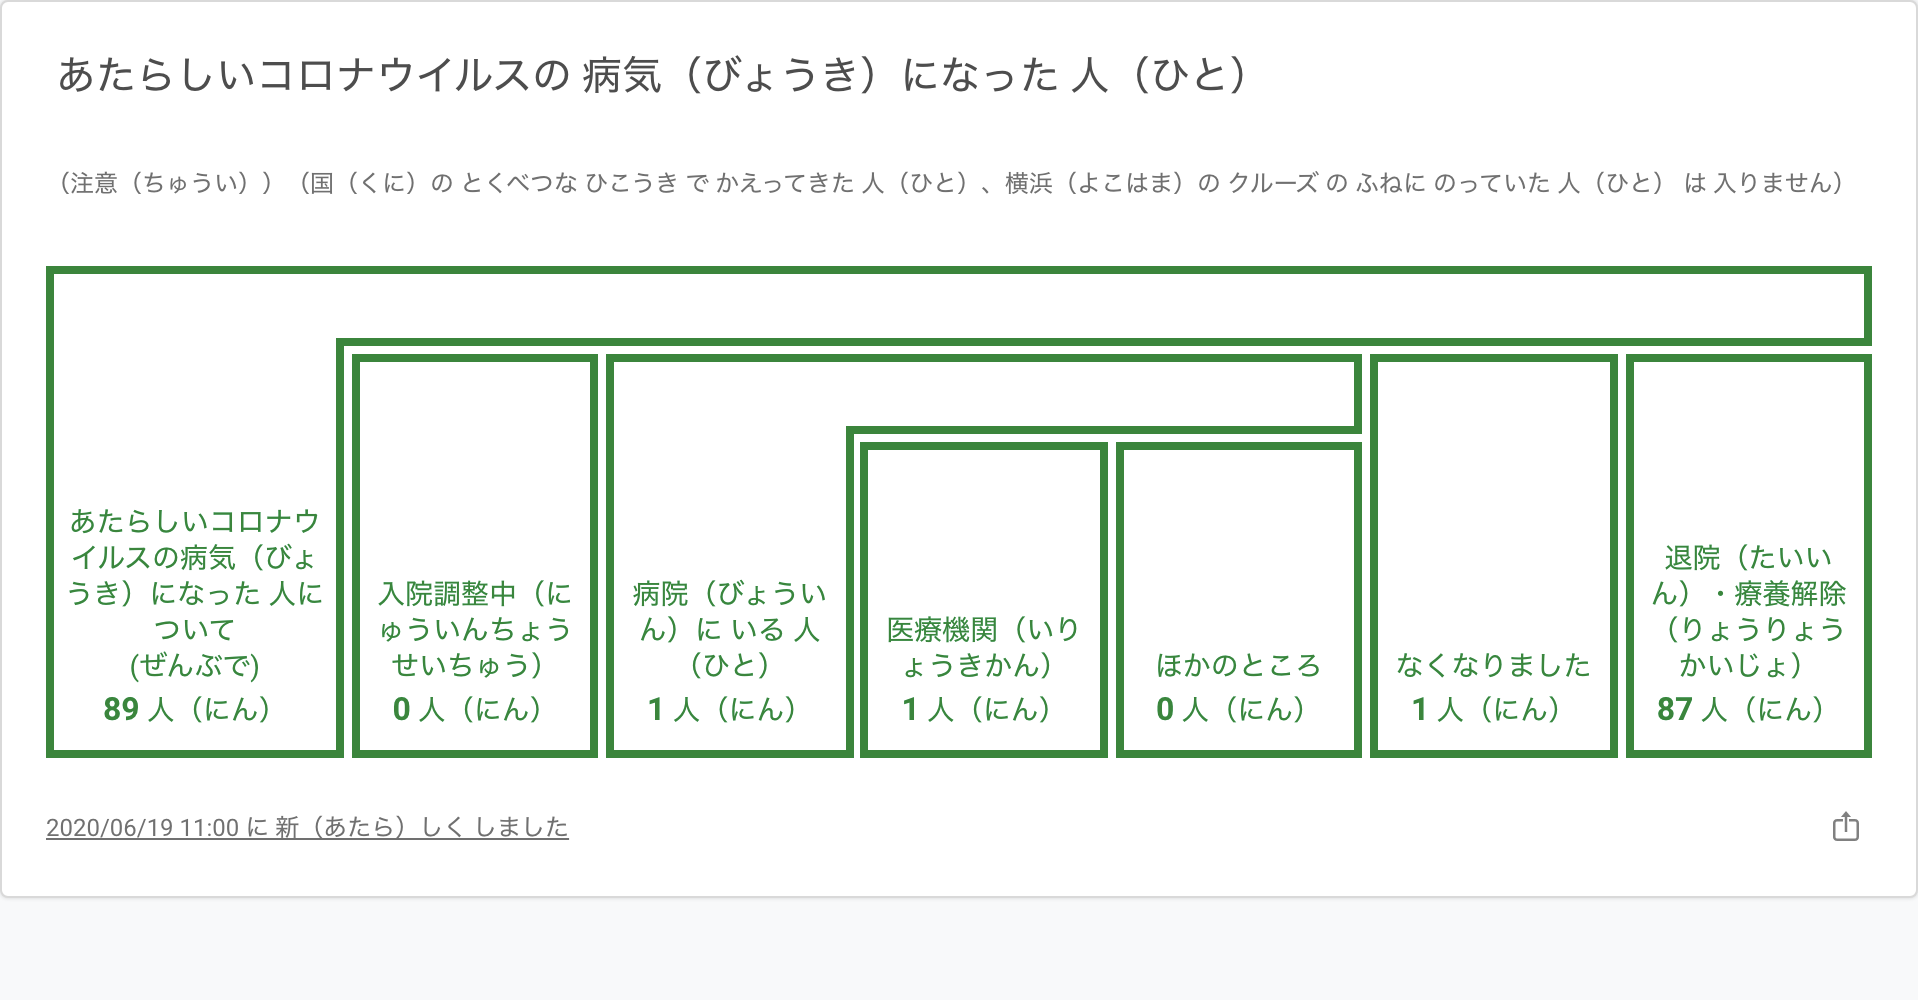 あたらしいコロナウイルスの 病気（びょうき）になった 人（ひと）
（注意（ちゅうい））（国（くに）の とくべつな ひこうき で かえってきた 人（ひと）、横浜（よこはま）の クルーズ の ふねに のっていた 人（ひと） は 入りません）
あたらしいコロナウ
イルスの病気（びょ
うき）になった 人に
ついて
(ぜんぶで)
89 人（にん）
入院調整中（に
ゅういんちょう
せいちゅう）
0 人（にん）
病院（びょうい
ん）に いる 人
（ひと）
1 人（にん）
医療機関（いり
ょうきかん）
1 人（にん）
ほかのところ
0 人（にん）
なくなりました
1 人（にん）
退院（たいい
ん）・療養解除
（りょうりょう
かいじょ）
87 人（にん）
2020/06/19 11:00 に 新（あたら）しく しました